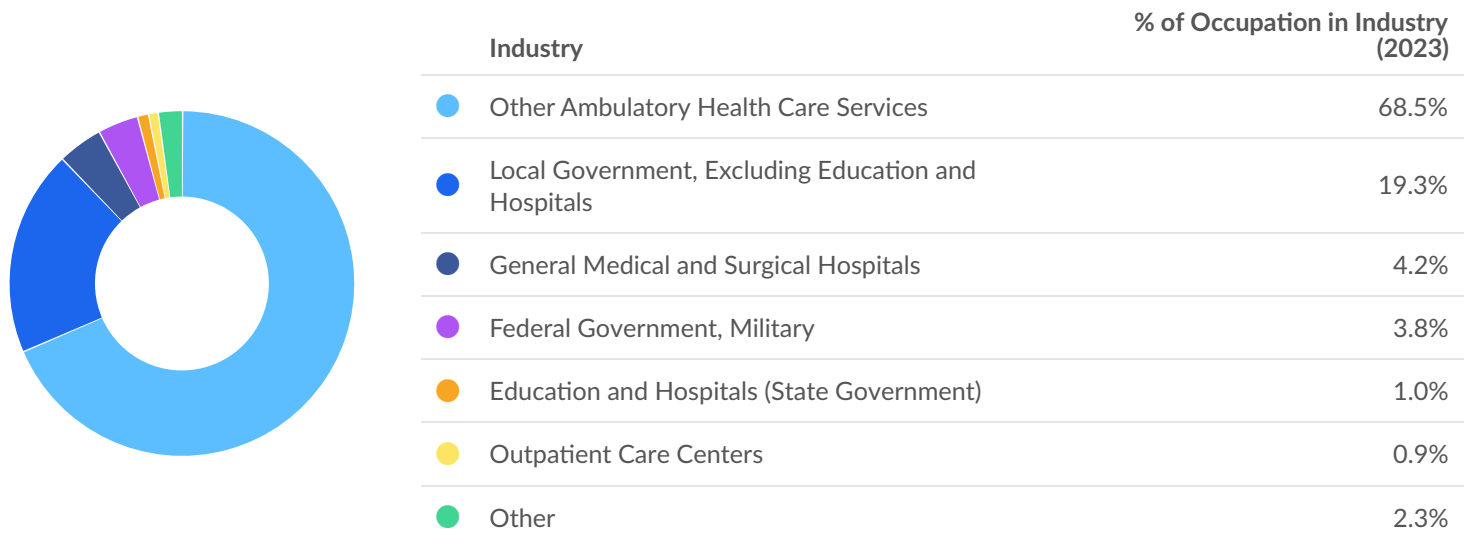 Industry
% of Occupation in Industry
(2023)
Other Ambulatory Health Care Services
68.5%
Local Government, Excluding Education and
Hospitals
19.3%
General Medical and Surgical Hospitals
4.2%
Federal Government, Military
3.8%
Education and Hospitals (State Government)
1.0%
Outpatient Care Centers
0.9%
Other
2.3%